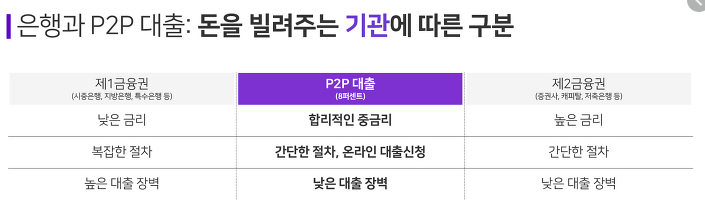 은행과 P2P 대출: 돈을 빌려주는 기관에 따른 구분
제1금융권 P2P 대출 제2금융권
(시중은행, 지방은행, 특수은행 등) (8퍼센트) (증권사, 캐피탈, 저축은행 등)
낮은 금리 합리적인 중금리 높은 금리
복잡한 절차 간단한 절차, 온라인 대출신청 간단한 절차
높은 대출 장벽 낮은 대출 장벽 낮은 대출 장벽